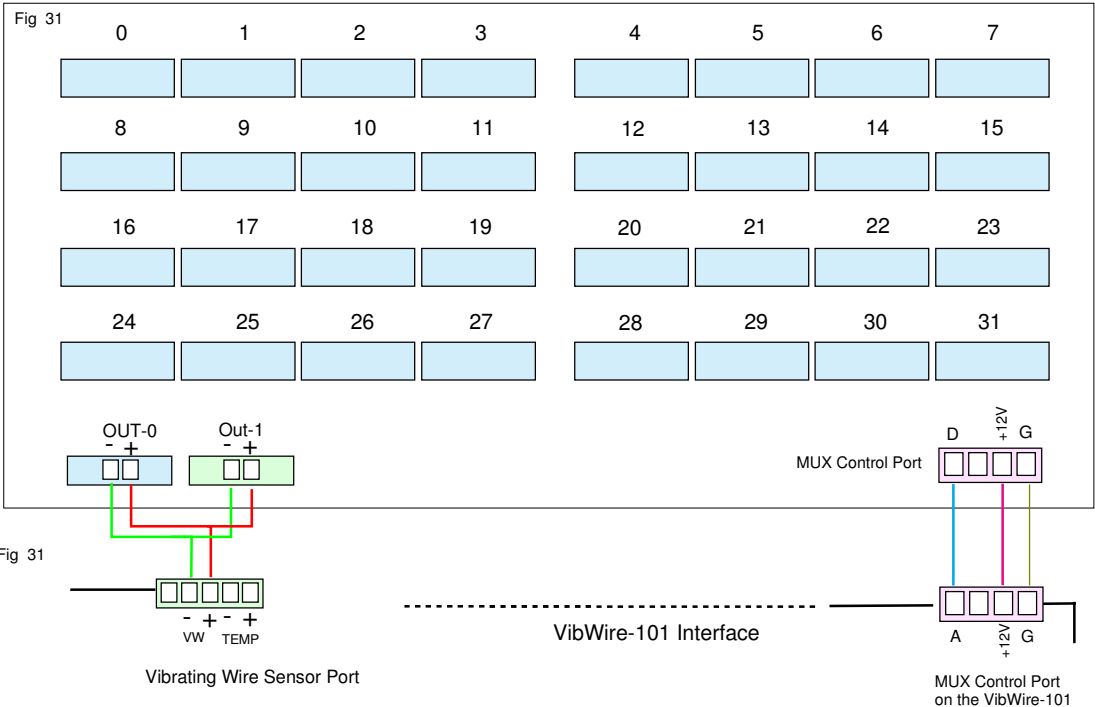 Fig 31
0 1 2 3 4 5 6 7
8 9 10 11 12 13 14 15
16 17 18 19 20 21 22 23
24 25 26 27 28 29 30 31
OUT-0 Out-1
- + - +
D +12V G
MUX Control Port
Fig 31
- + - +
VW TEMP
VibWire-101 Interface
A +12V G
Vibrating Wire Sensor Port
MUX Control Port
on the VibWire-101